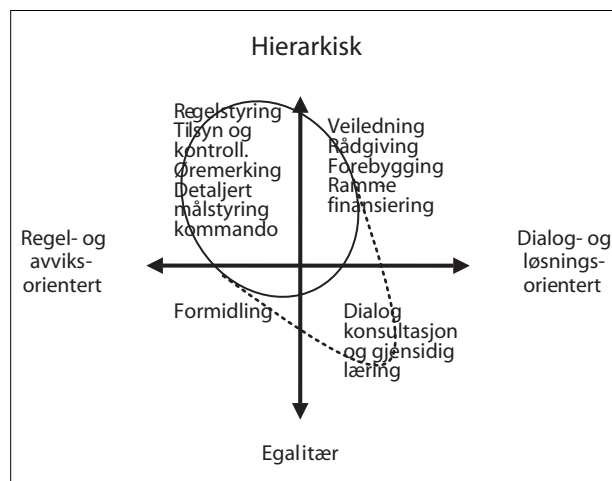 Hierarkisk
Regelstyring
Tilsyn og
kontroll.
Øremerking
Detaljert
målstyring
kommando
Veiledning
Rådgiving
Forebygging
Ramme
finansiering
Regel- og
avviks-
orientert
Dialog- og
løsnings-
orientert
Formidling
Dialog
konsultasjon
og gjensidig
læring
Egalitær